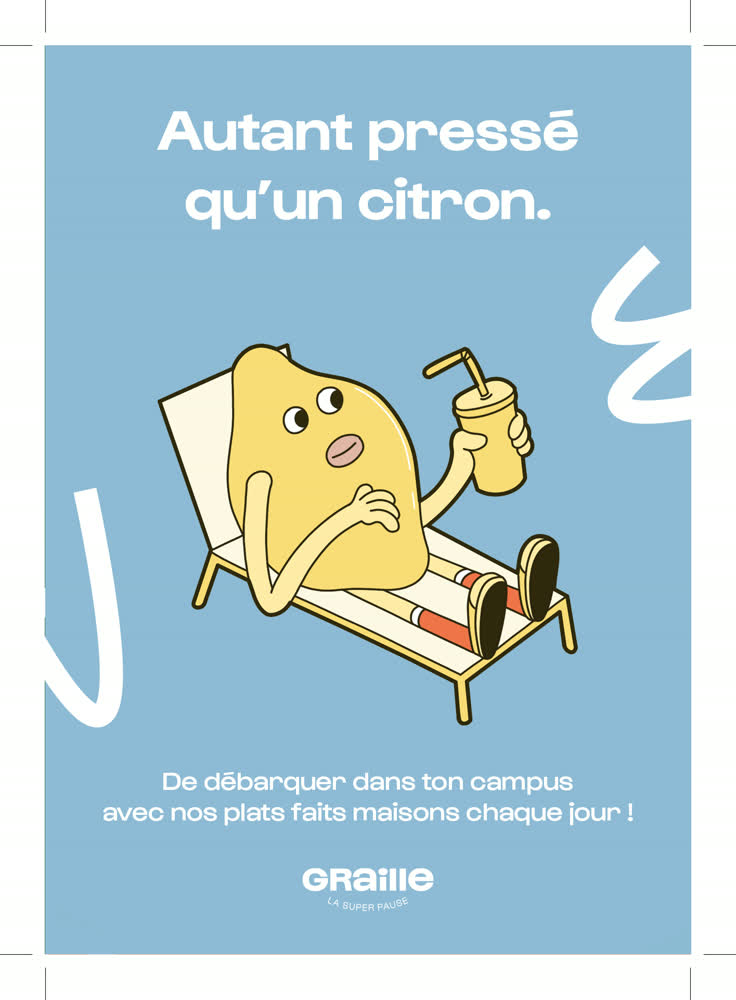 Autant pressé
qu’un citron.
De débarquer dans ton campus
avec nos plats faits maisons chaque jour !
GRaille
LA SUPER PAUSE